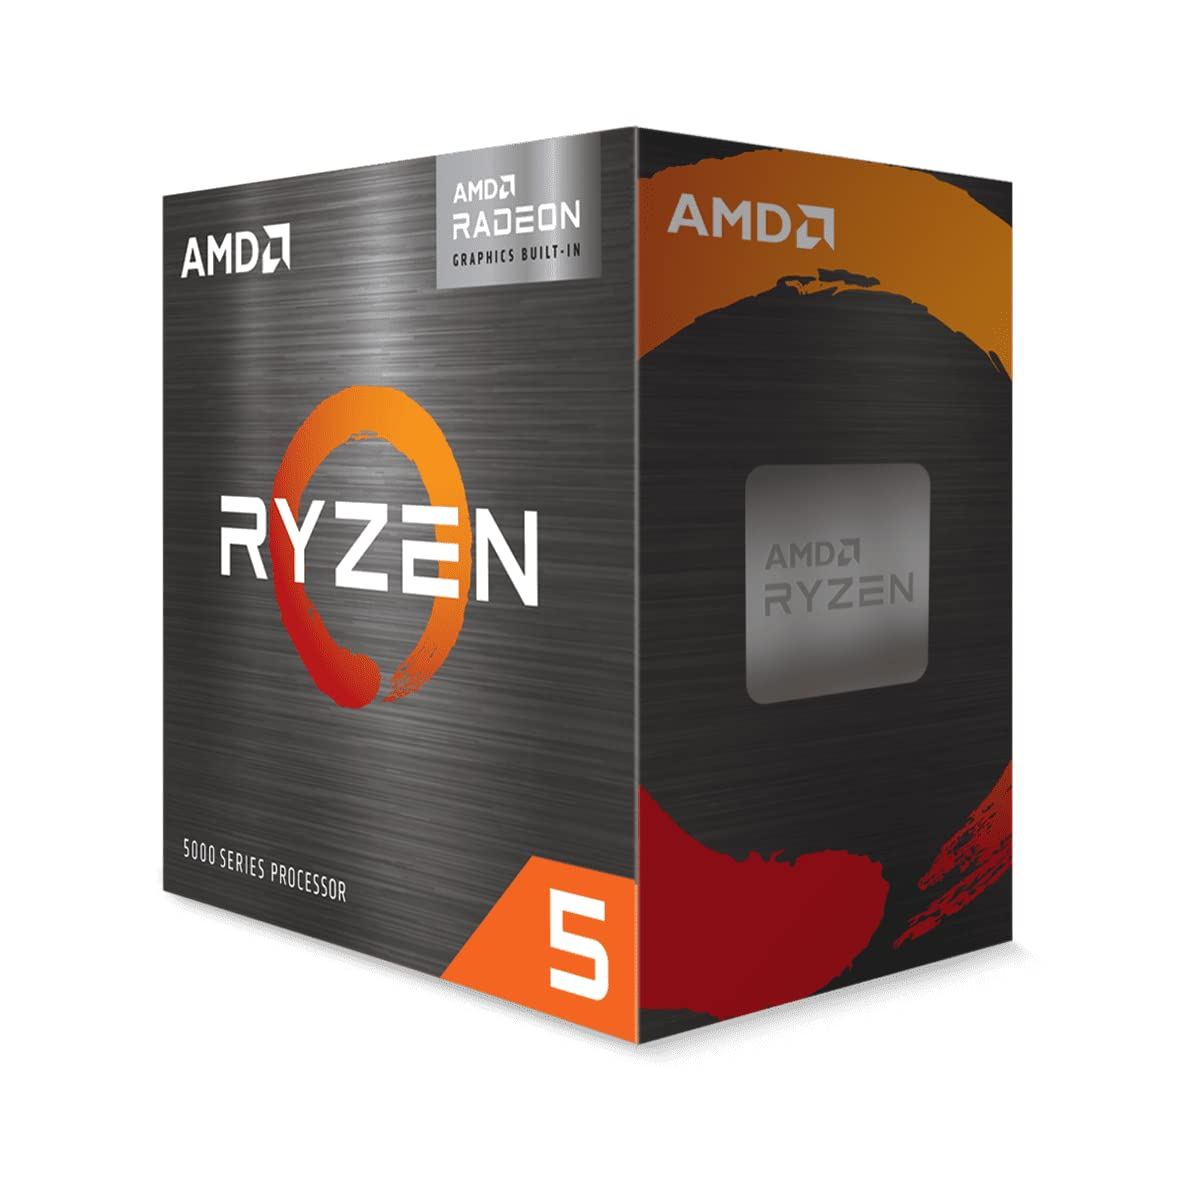 AMD
AMD
RADEON
GRAPHICS BUILT-IN
RYZEN
5000 SERIES PROCESSOR
5
AMD
AMD
RYZEN